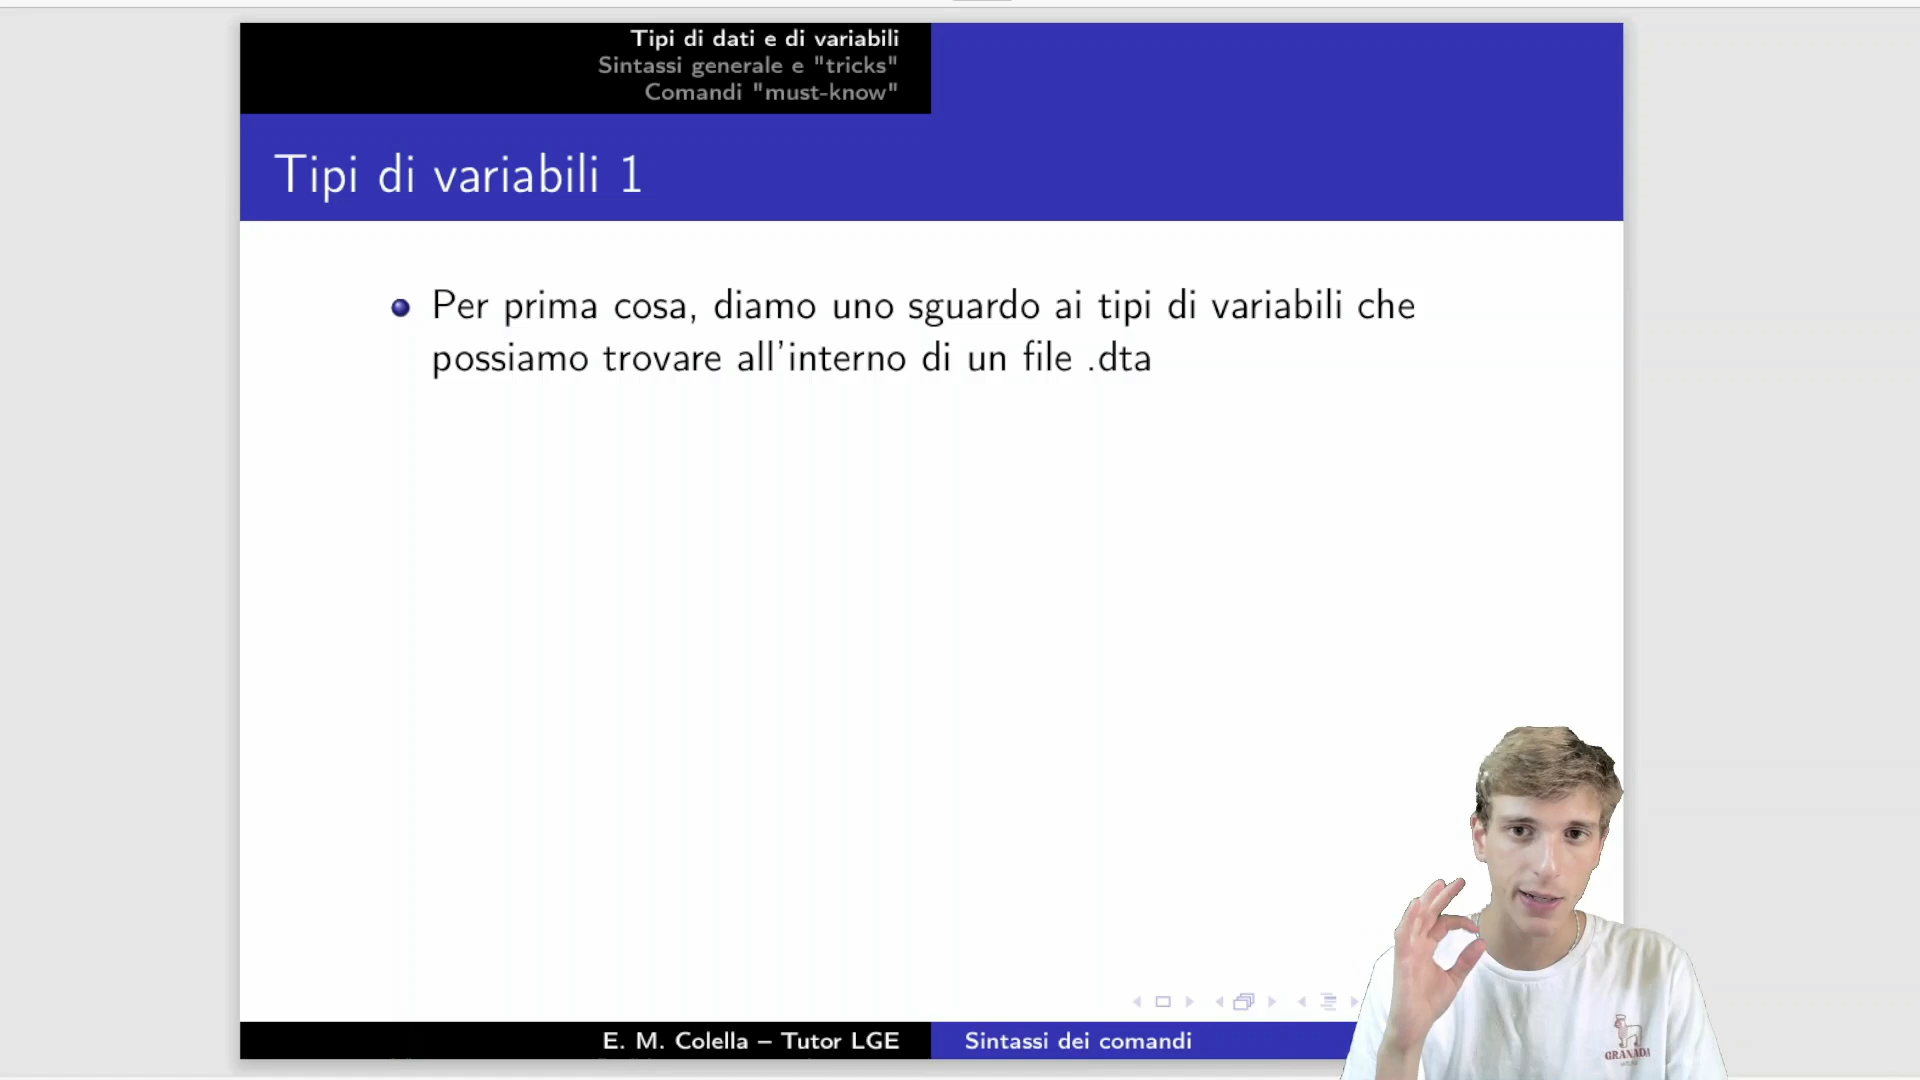 Tipi di dati e di variabili
Sintassi generale e "tricks"
Comandi "must-know"
Tipi di variabili 1
Per prima cosa, diamo uno sguardo ai tipi di variabili che
possiamo trovare all'interno di un file .dta
E. M. Colella – Tutor LGE
Sintassi dei comandi
GRANADA